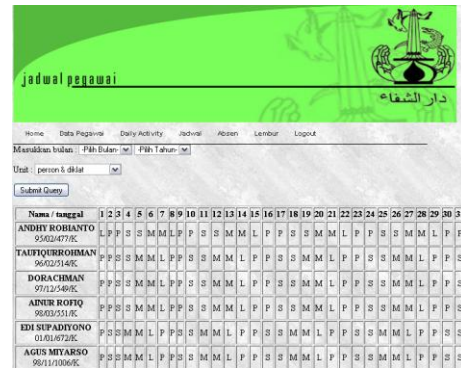 jadwal pegawai
دار الشفاء
Home Data Pegawai Daily Activity Jadwal Absen Lembur Logout
Masukkan bulan : -Pilih Bulan- -Pilih Tahun-
Unit : person & diklat
Submit Query
Nama / tanggal 1 2 3 4 5 6 7 8 9 10 11 12 13 14 15 16 17 18 19 20 21 22 23 24 25 26 27 28 29 30 3
ANDHY ROBIANTO
95/02/477/K L P P S S M M L P P S S M M L P P S S M M L P P S S M M L P P
TAUFIQURROHMAN
96/02/514/K P P S S M M L P P S S M M L P P S S M M L P P S S M M L P P S
DORACHMAN
97/12/549/K P P S S M M L P P S S M M L P P S S M M L P P S S M M L P P S
AINUR ROFIQ
98/03/551/K P P S S M M L P P S S M M L P P S S M M L P P S S M M L P P S
EDI SUPADIYONO
01/01/672/K P S S M M L P P S S M M L P P S S M M L P P S S M M L P P S S
AGUS MIYARSO
98/11/1006/K P S S M M L P P S S M M L P P S S M M L P P S S M M L P P S S